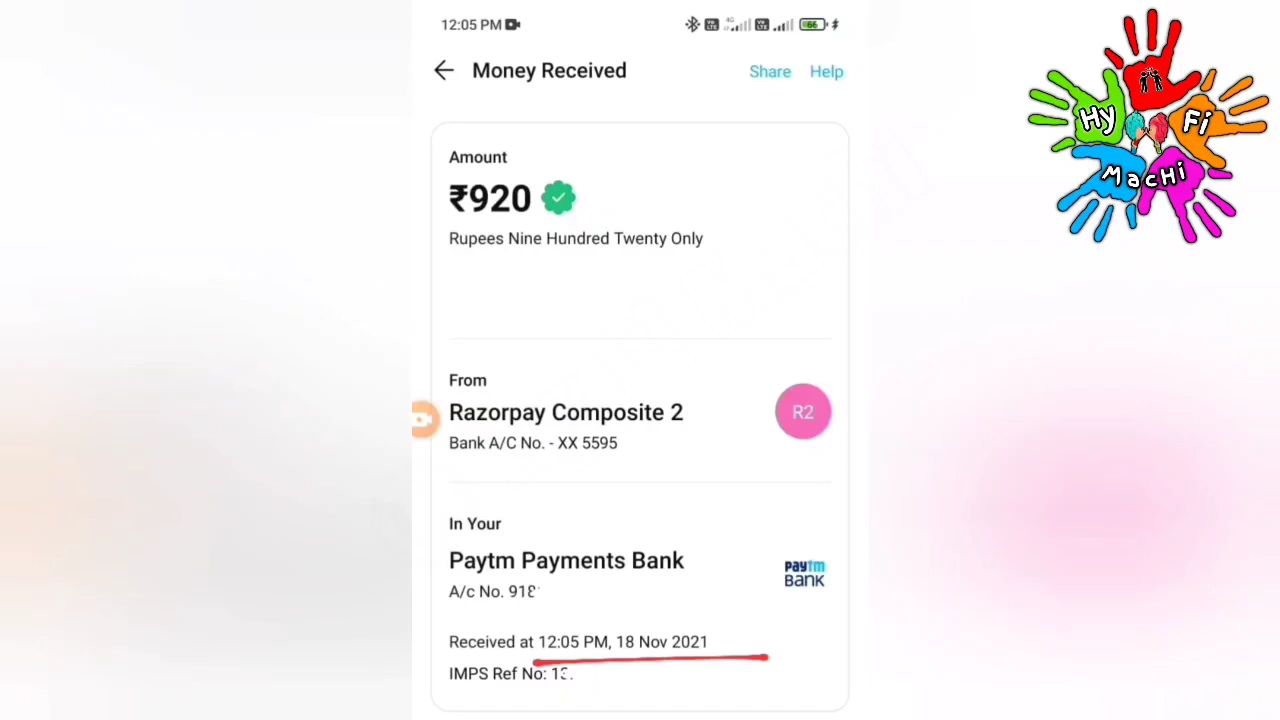 12:05 PM
66
Money Received
Share Help
Hy
Fi
MacHi
Amount
₹920
Rupees Nine Hundred Twenty Only
From
Razorpay Composite 2
R2
Bank A/C No. - XX 5595
In Your
Paytm Payments Bank
paytm
BANK
A/c No. 918
Received at 12:05 PM, 18 Nov 2021
IMPS Ref No: 13